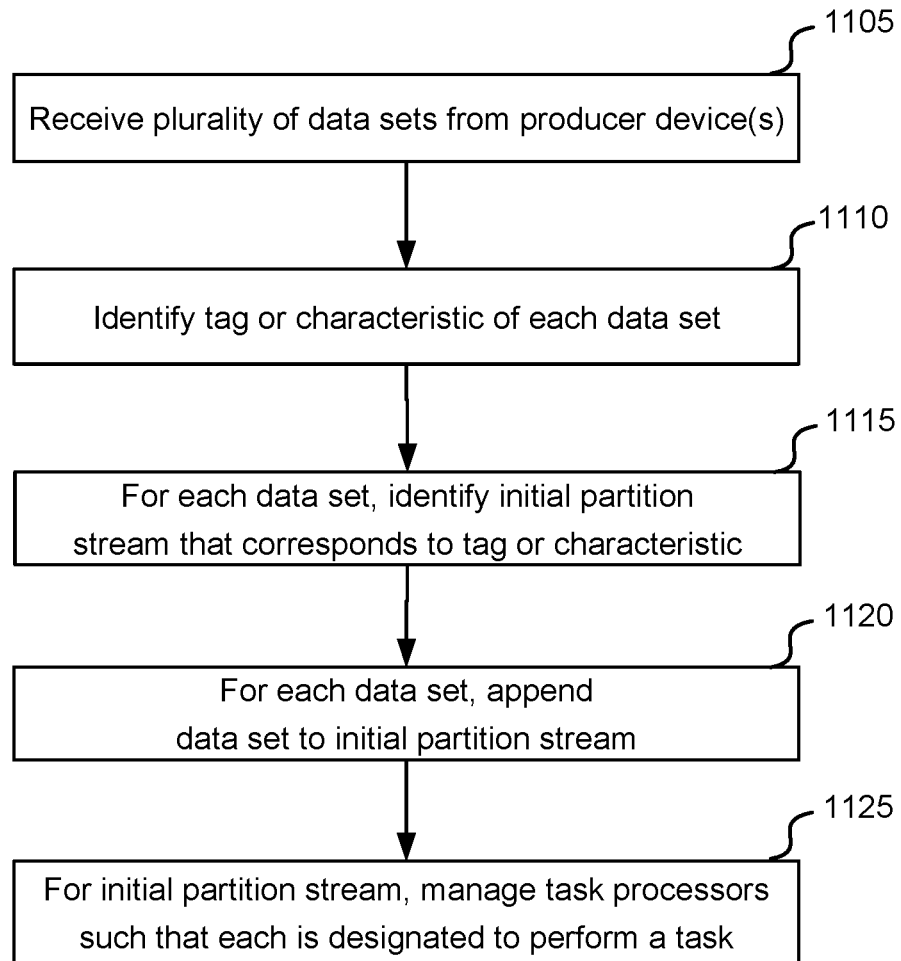 1105
Receive plurality of data sets from producer device(s)
1110
Identify tag or characteristic of each data set
1115
For each data set, identify initial partition
stream that corresponds to tag or characteristic
1120
For each data set, append
data set to initial partition stream
1125
For initial partition stream, manage task processors
such that each is designated to perform a task